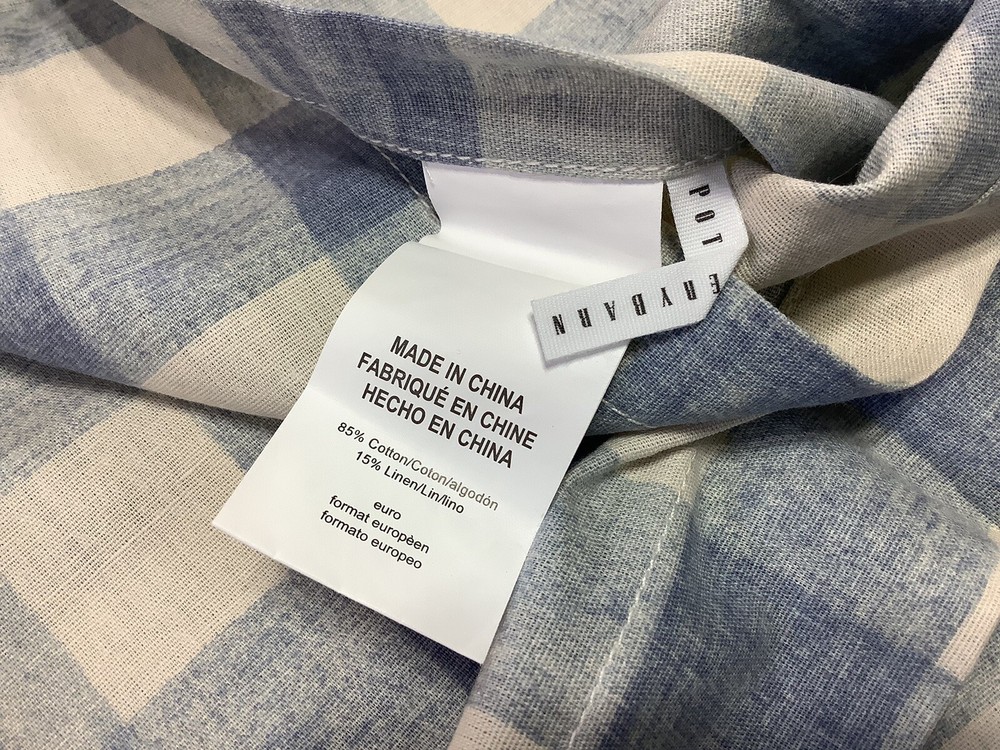 POT
ERYBARN
MADE IN CHINA
FABRIQUÉ EN CHINE
HECHO EN CHINA
85% Cotton/Coton/algodón
15% Linen/Lin/lino
euro
format europèen
formato europeo